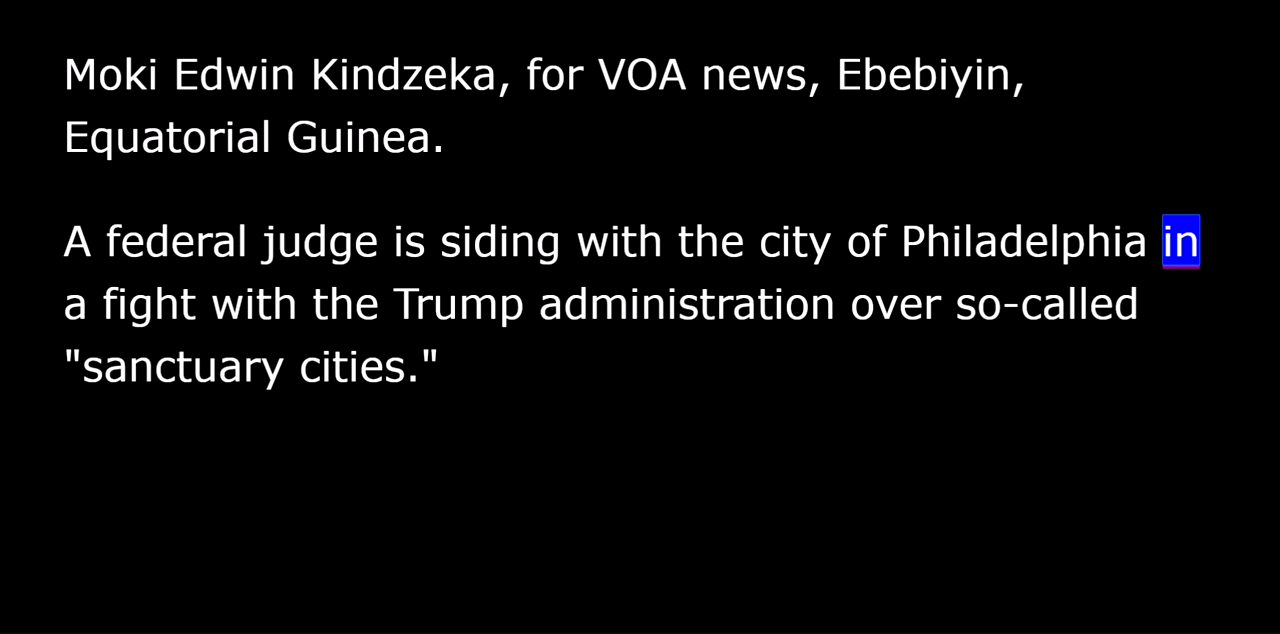 Moki Edwin Kindzeka, for VOA news, Ebebiyin,
Equatorial Guinea.
A federal judge is siding with the city of Philadelphia in
a fight with the Trump administration over so-called
"sanctuary cities."